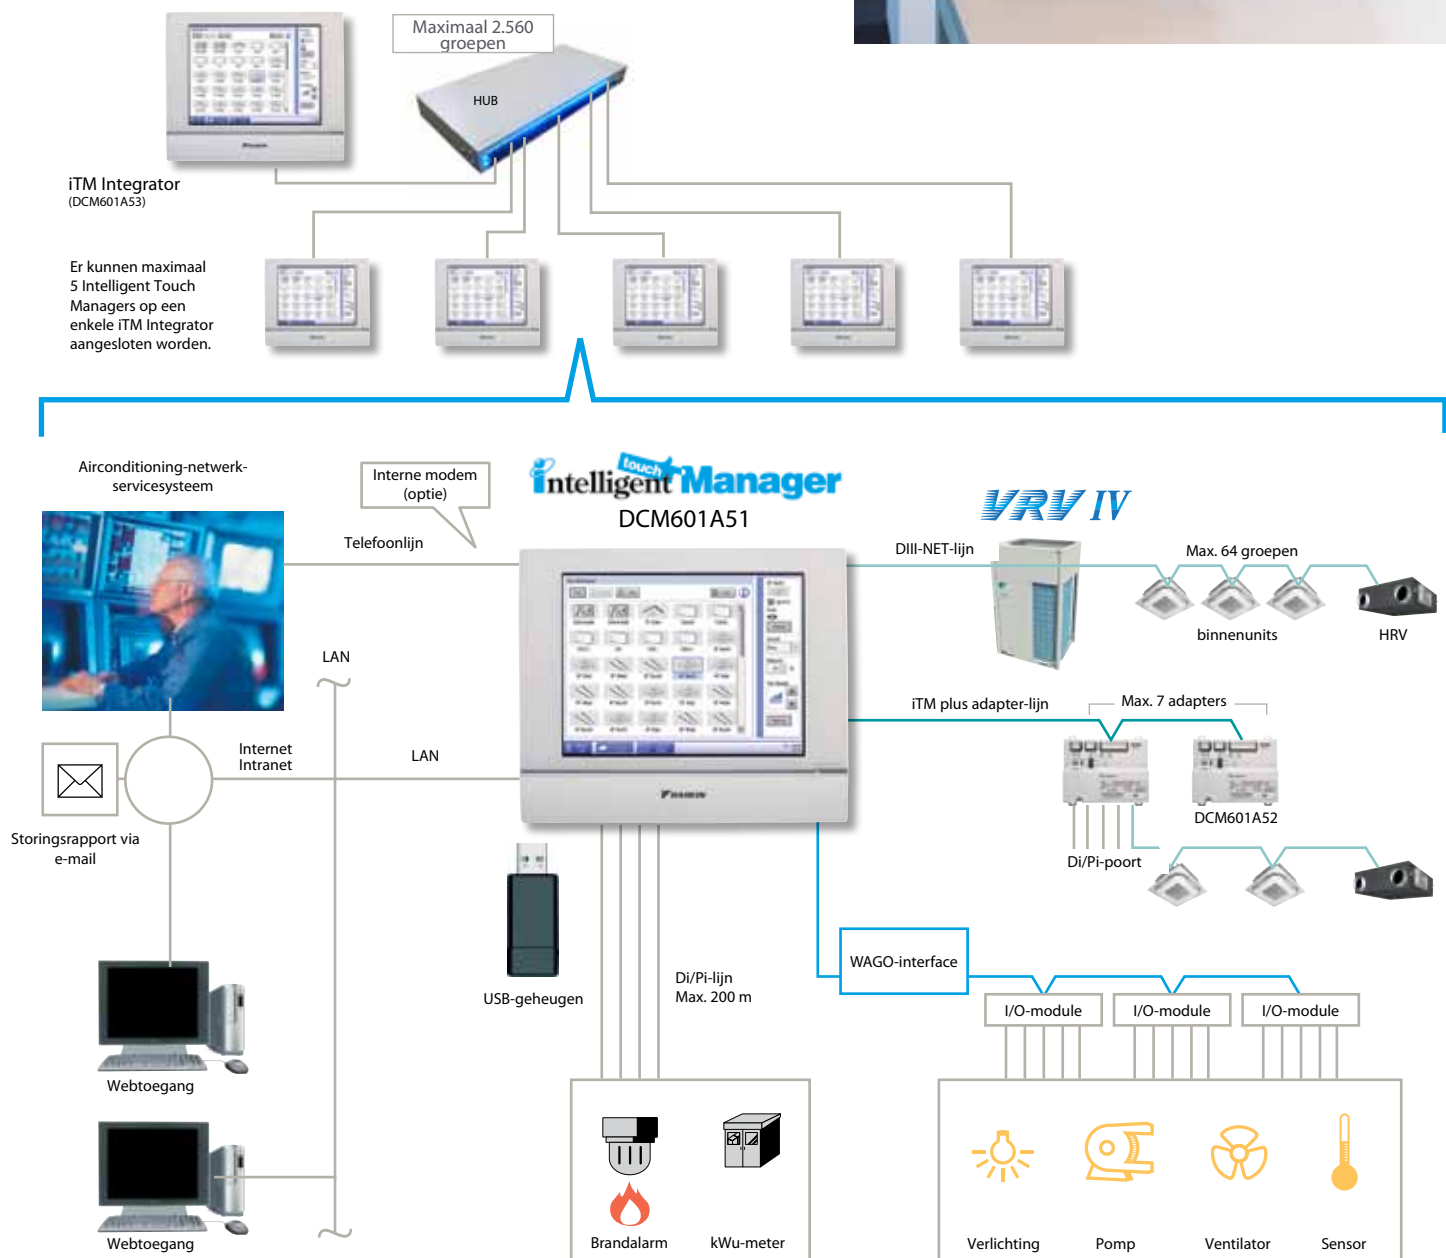 Maximaal 2.560
groepen
HUB
iTM Integrator
(DCM601A53)
Er kunnen maximaal
5 Intelligent Touch
Managers op een
enkele iTM Integrator
aangesloten worden.
Airconditioning-netwerk-
servicesysteem
Interne modem
(optie)
intelligent touch Manager
DCM601A51
VRV IV
Telefoonlijn
DIII-NET-lijn
Max. 64 groepen
binnenunits
HRV
LAN
iTM plus adapter-lijn
Max. 7 adapters
Internet
Intranet
LAN
DAIKIN
DCM601A52
Di/Pi-poort
Storingsrapport via
e-mail
USB-geheugen
Di/Pi-lijn
Max. 200 m
WAGO-interface
I/O-module
I/O-module
I/O-module
Webtoegang
Webtoegang
Brandalarm
kWu-meter
Verlichting
Pomp
Ventilator
Sensor